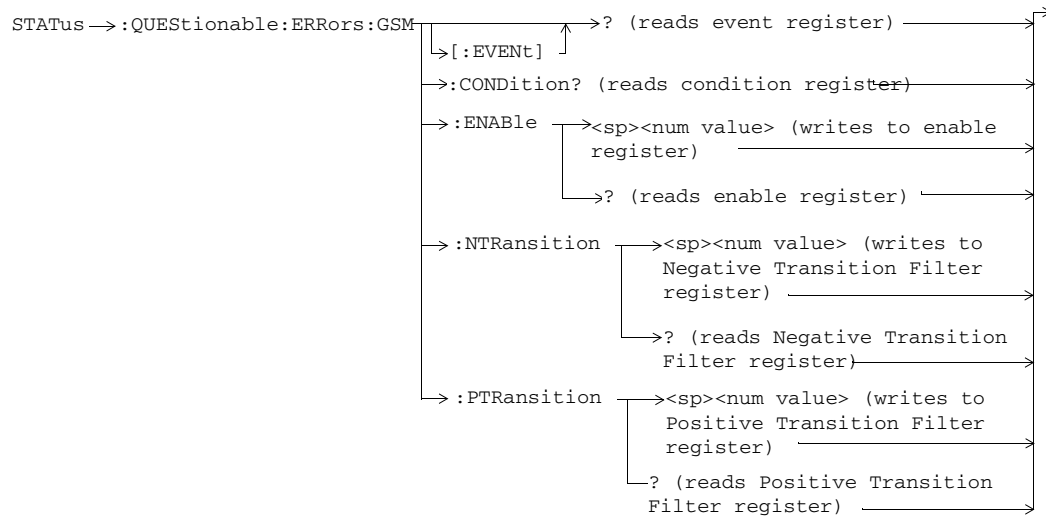 STATus :QUEStionable:ERRors:GSM ? (reads event register)
[:EVENt]
:CONDition? (reads condition register)
:ENABle <sp><num value> (writes to enable
register)
? (reads enable register)
:NTRansition <sp><num value> (writes to
Negative Transition Filter
register)
? (reads Negative Transition
Filter register)
:PTRansition <sp><num value> (writes to
Positive Transition Filter
register)
? (reads Positive Transition
Filter register)